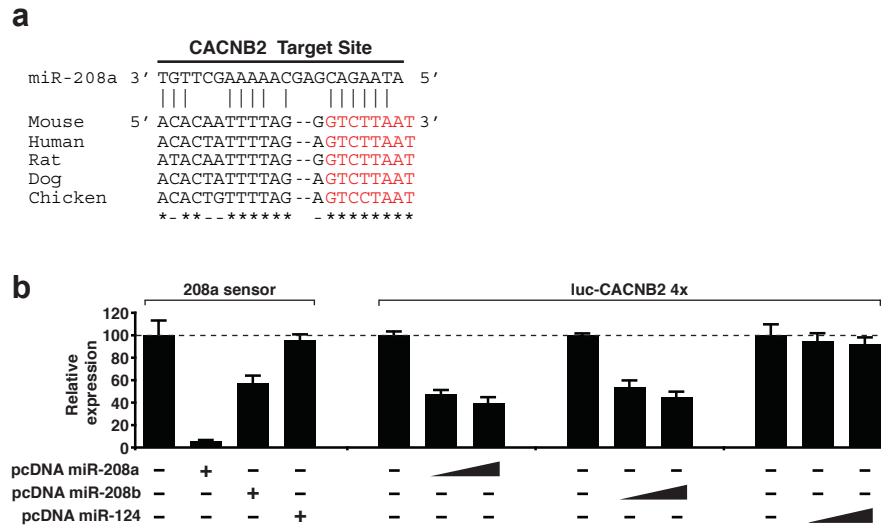 a
CACNB2 Target Site
miR-208a 3' TGTTCGAAAAACGAGCAGAATA 5'
||| |||| | ||||||
Mouse 5' ACACAATTTTAG--GGTCTTAAT 3'
Human ACACTATTTTAG--AGTCTTAAT
Rat ATACAATTTTAG--AGTCTTAAT
Dog ACACTATTTTAG--AGTCTTAAT
Chicken ACACTGTTTTAG--AGTCCTAAT
*-**--****** -********
b
208a sensor luc-CACNB2 4x
Relative expression
120
100
80
60
40
20
0
pcDNA miR-208a – + – – – – – – – – –
pcDNA miR-208b – – + – – – – – – – –
pcDNA miR-124 – – – + – – – – – – –